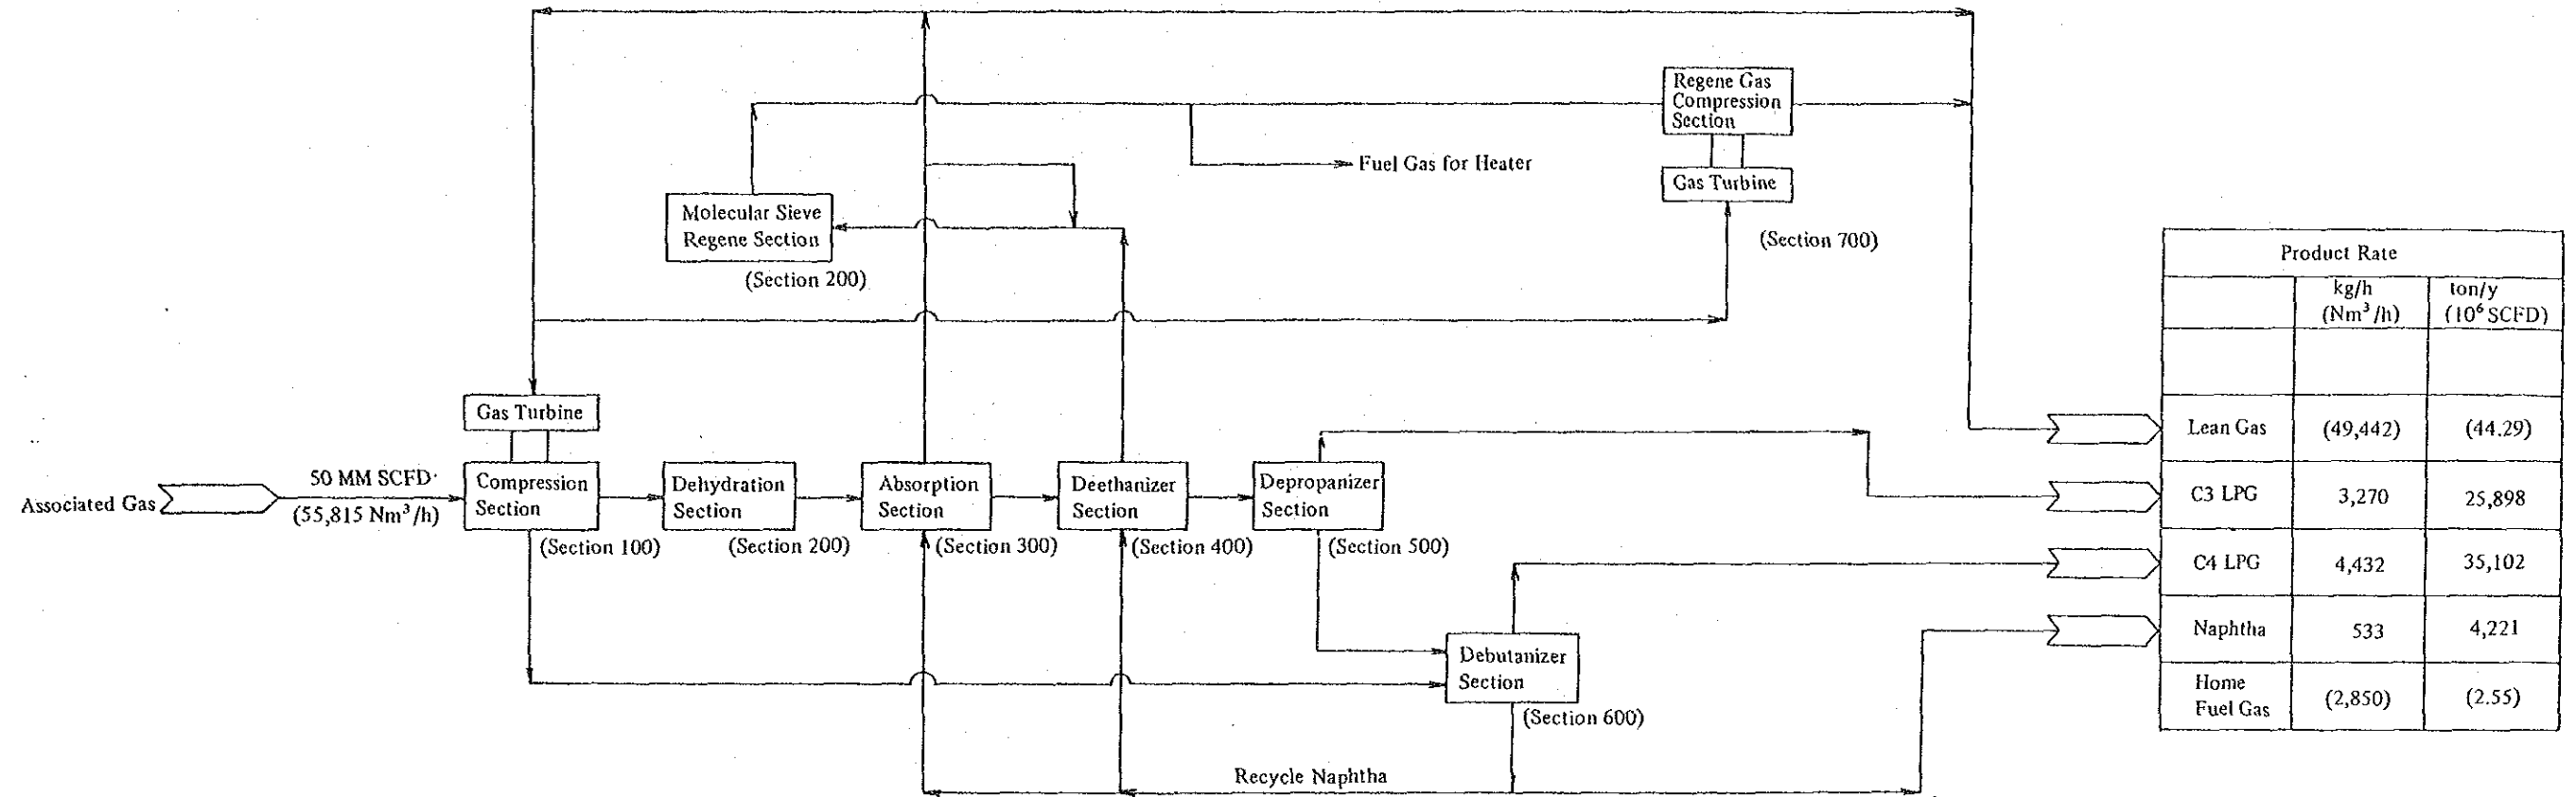 Regene Gas
Compression
Section
Fuel Gas for Heater
Gas Turbine
Molecular Sieve
Regene Section
(Section 200)
(Section 700)
Gas Turbine
Associated Gas
50 MM SCFD
(55,815 Nm³/h)
Compression
Section
(Section 100)
Dehydration
Section
(Section 200)
Absorption
Section
(Section 300)
Deethanizer
Section
(Section 400)
Depropanizer
Section
(Section 500)
Debutanizer
Section
(Section 600)
Recycle Naphtha
Product Rate
kg/h ton/y
(Nm³/h) (10⁶ SCFD)
Lean Gas (49,442) (44.29)
C3 LPG 3,270 25,898
C4 LPG 4,432 35,102
Naphtha 533 4,221
Home
Fuel Gas (2,850) (2.55)